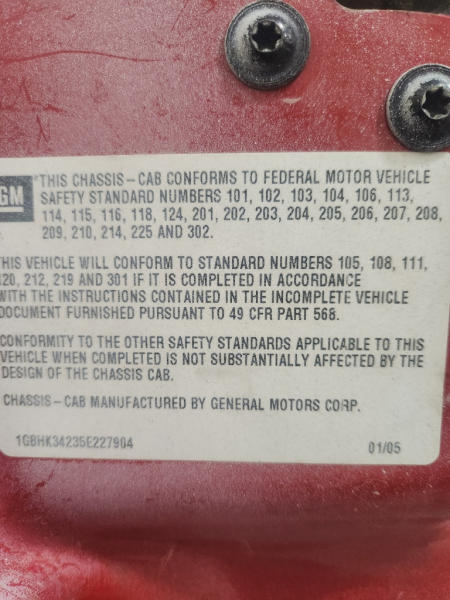 GM
*THIS CHASSIS-CAB CONFORMS TO FEDERAL MOTOR VEHICLE
SAFETY STANDARD NUMBERS 101, 102, 103, 104, 106, 113,
114, 115, 116, 118, 124, 201, 202, 203, 204, 205, 206, 207, 208,
209, 210, 214, 225 AND 302.
THIS VEHICLE WILL CONFORM TO STANDARD NUMBERS 105, 108, 111,
120, 212, 219 AND 301 IF IT IS COMPLETED IN ACCORDANCE
WITH THE INSTRUCTIONS CONTAINED IN THE INCOMPLETE VEHICLE
DOCUMENT FURNISHED PURSUANT TO 49 CFR PART 568.
CONFORMITY TO THE OTHER SAFETY STANDARDS APPLICABLE TO THIS
VEHICLE WHEN COMPLETED IS NOT SUBSTANTIALLY AFFECTED BY THE
DESIGN OF THE CHASSIS CAB.
CHASSIS-CAB MANUFACTURED BY GENERAL MOTORS CORP.
1GBHK34235E227904
01/05